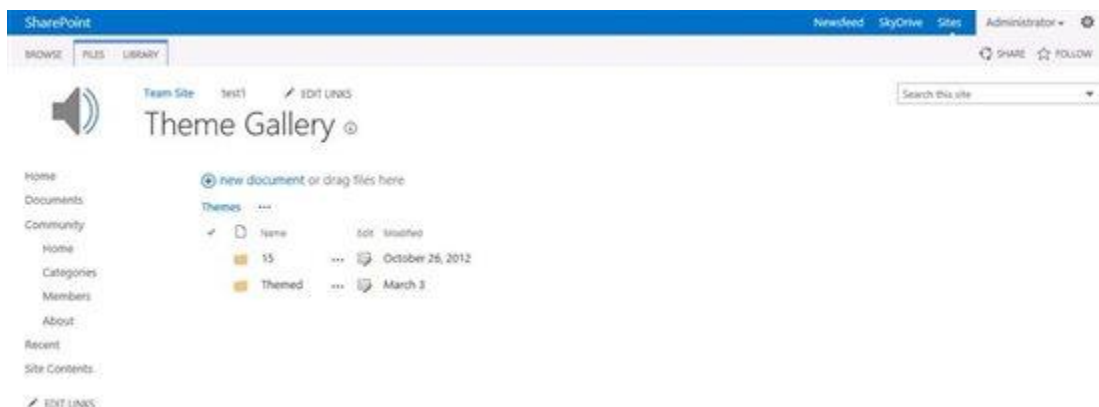 SharePoint Newsfeed SkyDrive Sites Administrator
BROWSE FILES LIBRARY SHARE FOLLOW
Team Site test1 EDIT LINKS Search this site
Theme Gallery
Home
Documents
Community
Home
Categories
Members
About
Recent
Site Contents
EDIT LINKS
new document or drag files here
Themes ...
Name Edit Modified
15 ... October 26, 2012
Themed ... March 3